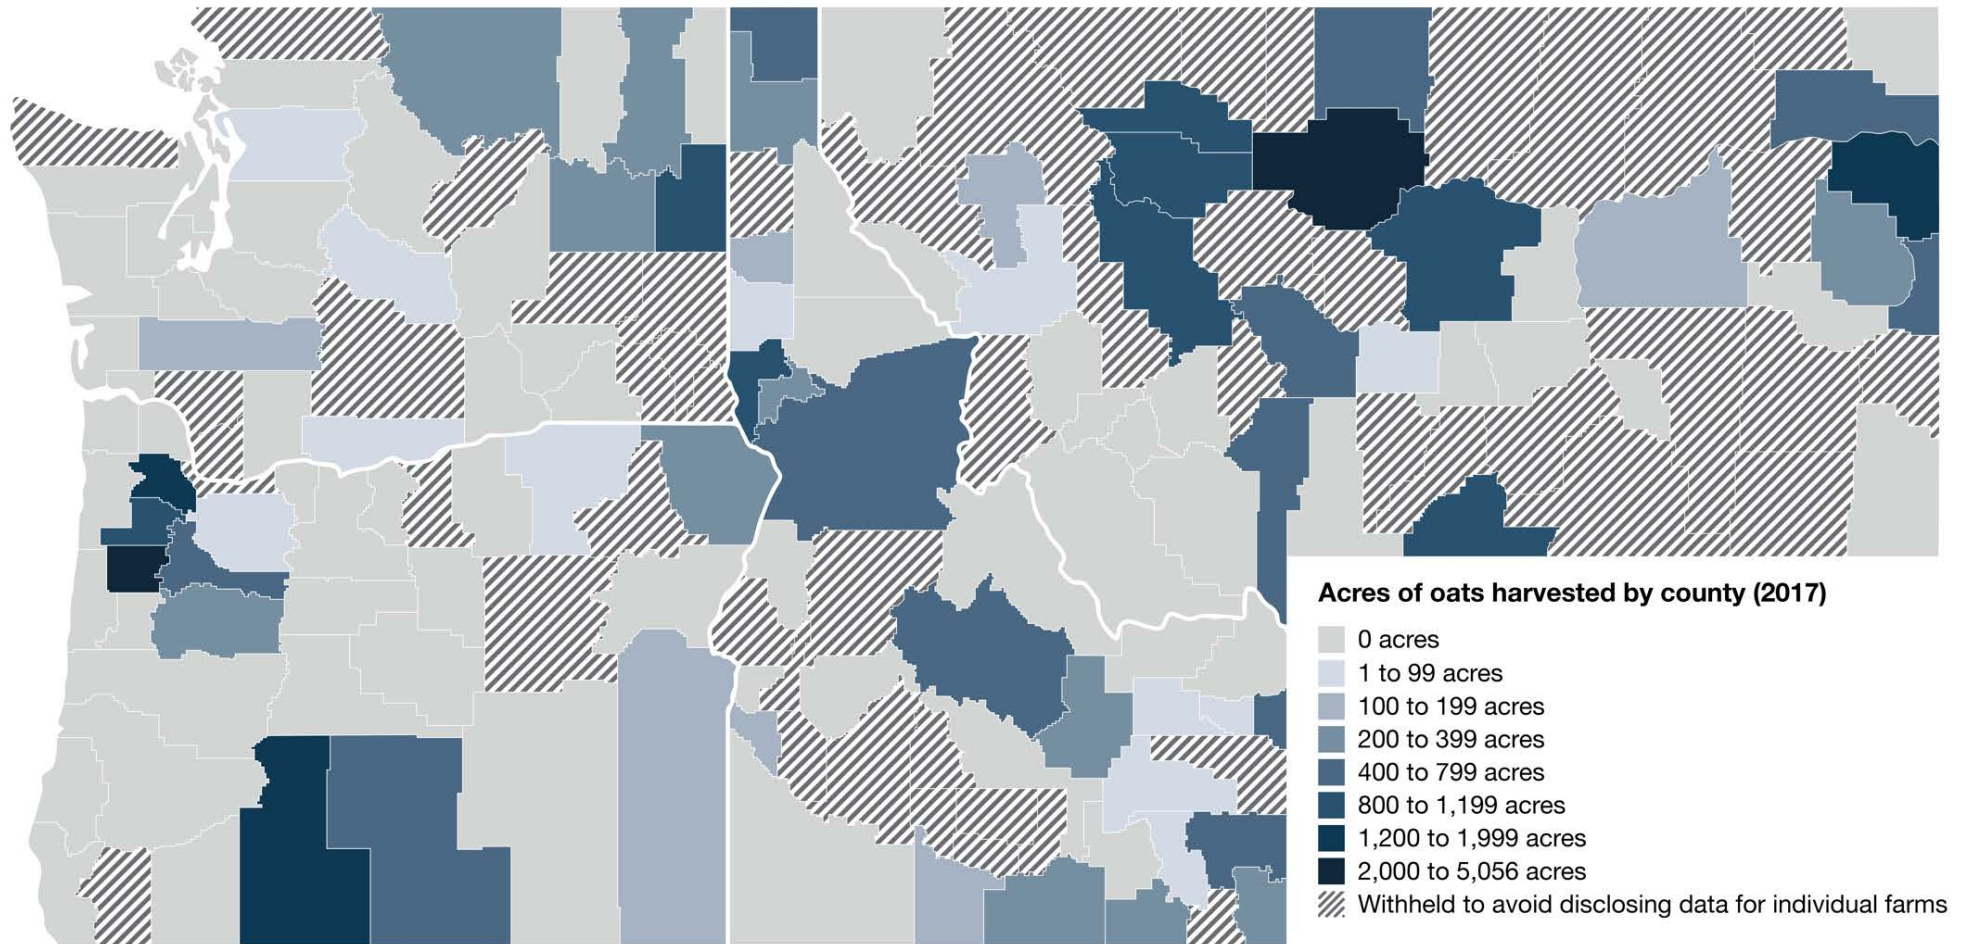 Acres of oats harvested by county (2017)
0 acres
1 to 99 acres
100 to 199 acres
200 to 399 acres
400 to 799 acres
800 to 1,199 acres
1,200 to 1,999 acres
2,000 to 5,056 acres
Withheld to avoid disclosing data for individual farms